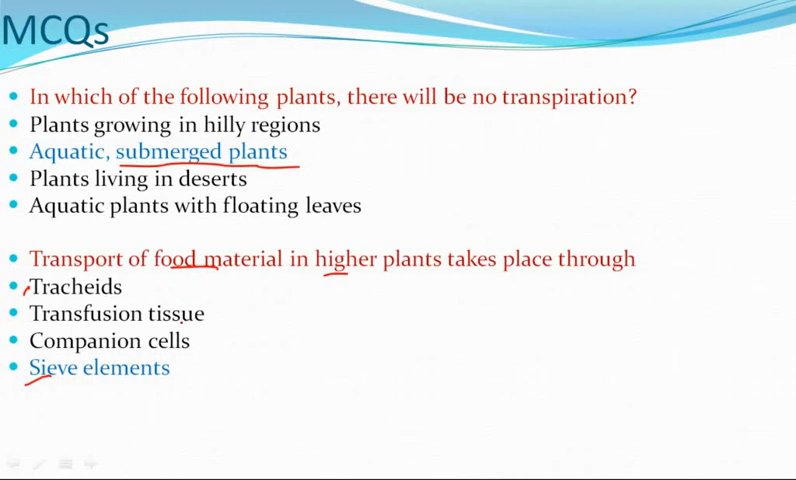 MCQs
• In which of the following plants, there will be no transpiration?
• Plants growing in hilly regions
• Aquatic, submerged plants
• Plants living in deserts
• Aquatic plants with floating leaves
• Transport of food material in higher plants takes place through
• Tracheids
• Transfusion tissue
• Companion cells
• Sieve elements